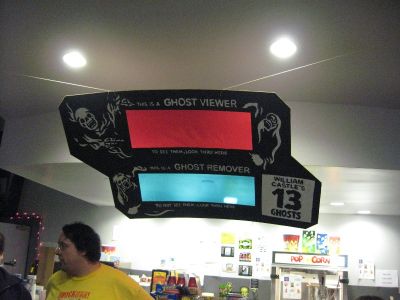 THIS IS A GHOST VIEWER
TO SEE THEM, LOOK THRU HERE
THIS IS A GHOST REMOVER
TO NOT SEE THEM LOOK THRU HERE
WILLIAM
CASTLE'S
13
GHOSTS
POP CORN